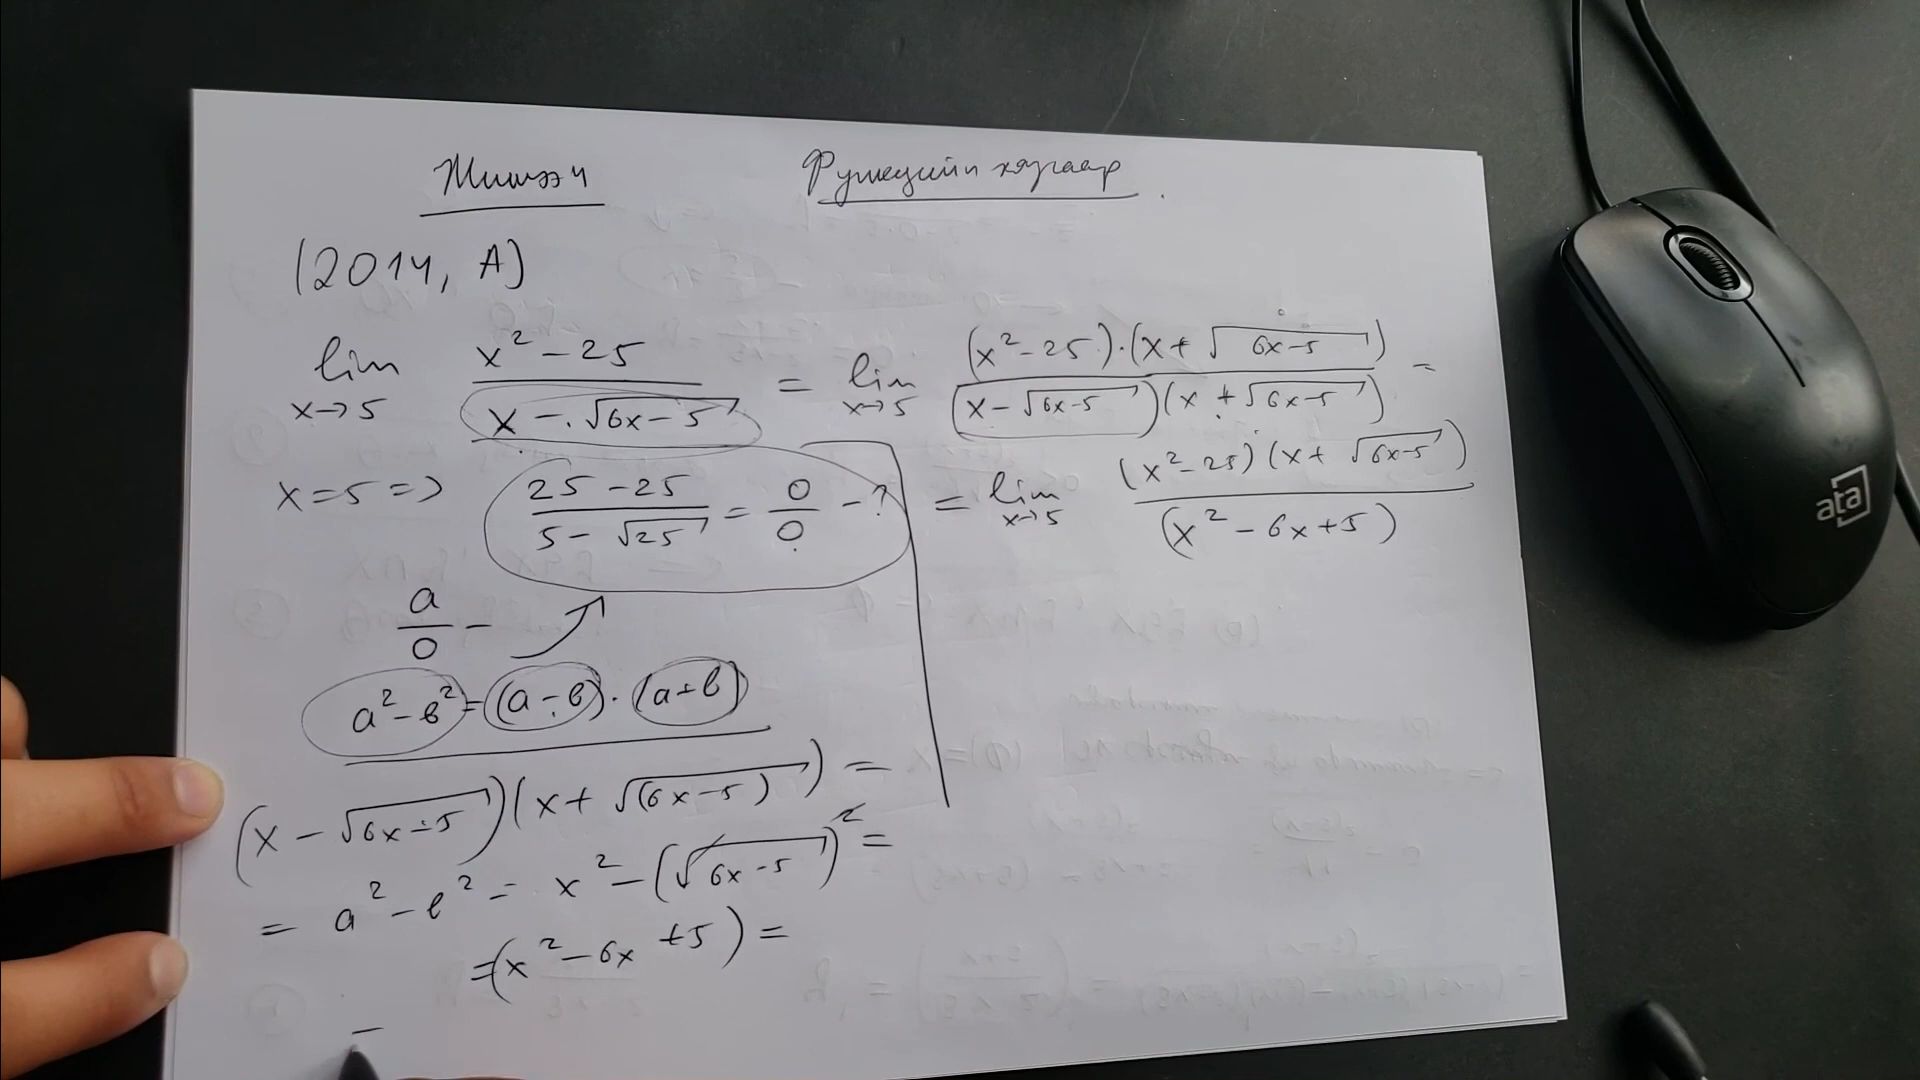 Жишээ Функцийн хязгаар.
(2014, A)
lim x→5 (x² - 25)/(x - √(6x-5)) = lim x→5 ((x²-25)·(x+√(6x-5)))/((x-√(6x-5))(x+√(6x-5))) =
x = 5 => (25-25)/(5-√25) = 0/0 - ?
a/0 -
a²-b² = (a-b)·(a+b)
(x - √(6x-5))(x + √(6x-5)) =
= a² - b² = x² - (√(6x-5))² =
= (x² - 6x + 5) =
-
= lim x→5 ((x²-25)(x+√(6x-5)))/(x²-6x+5)
ata